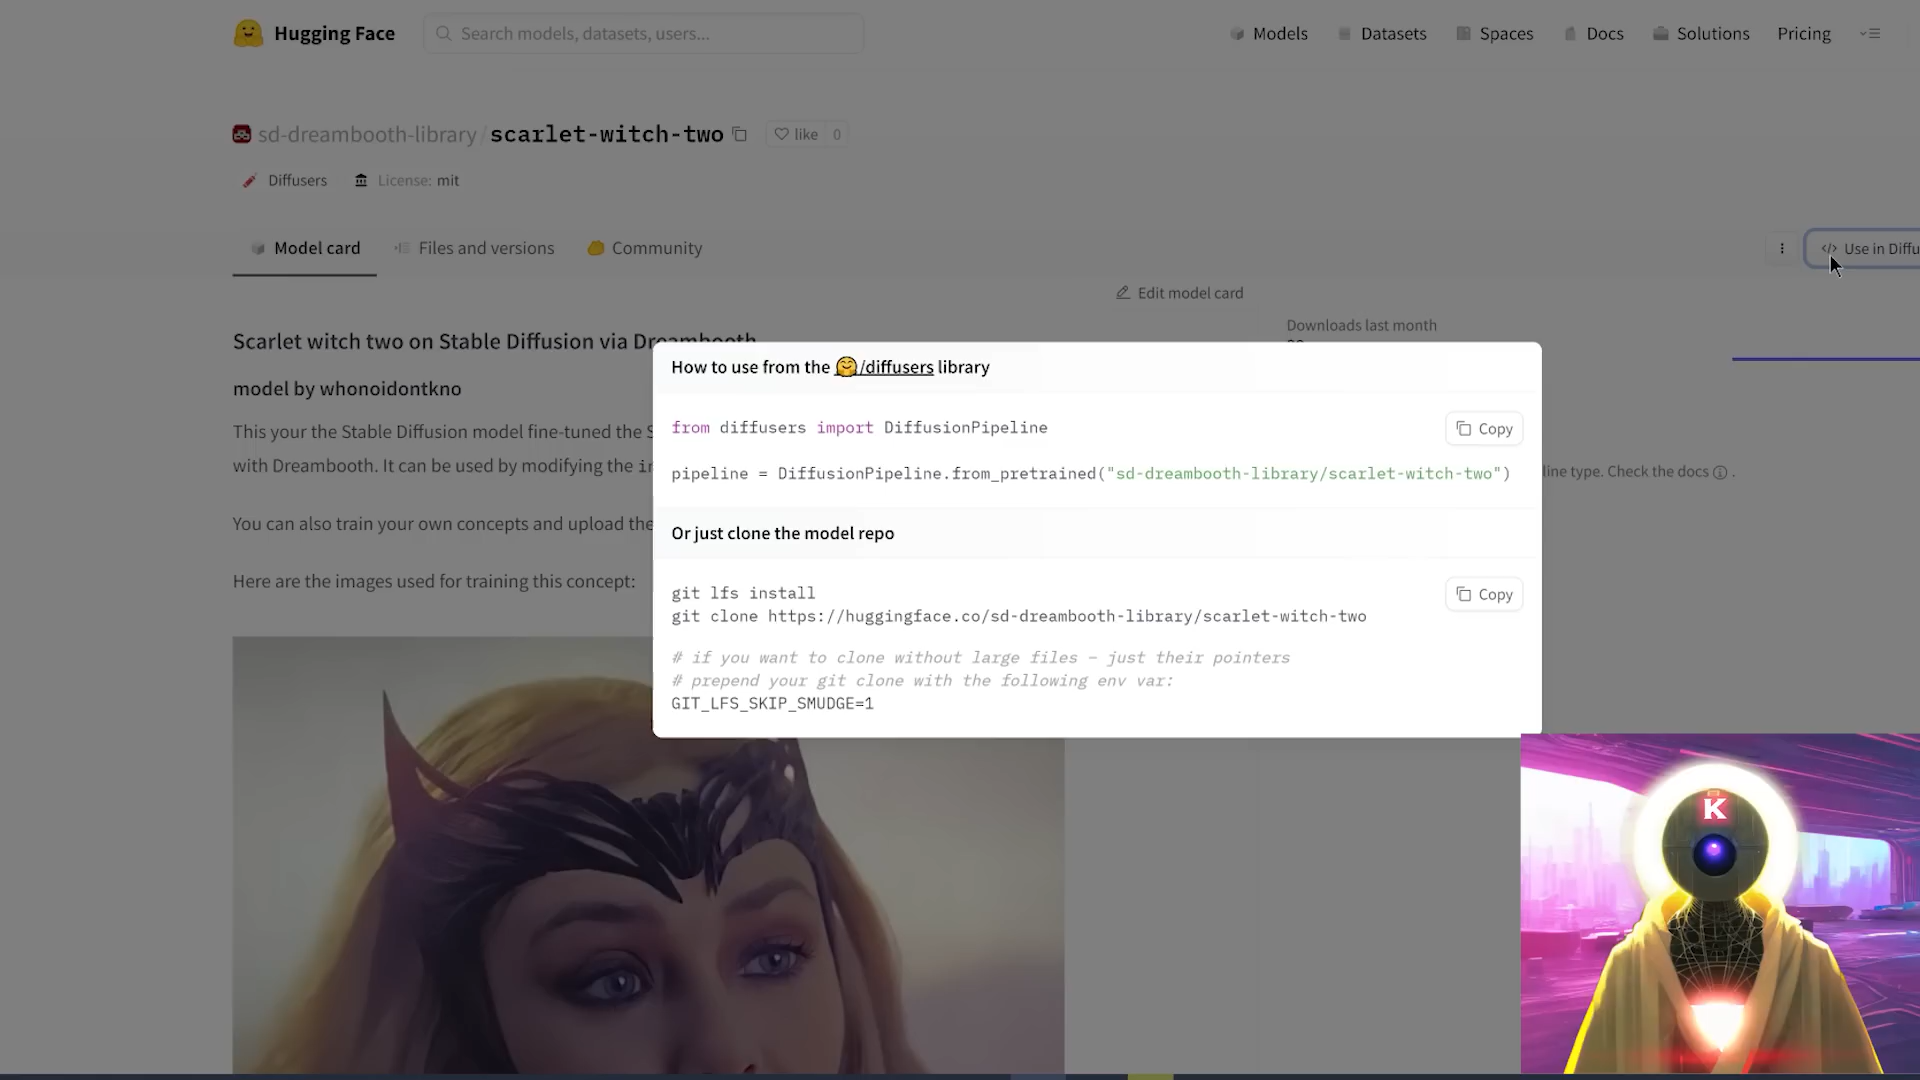 Hugging Face
Search models, datasets, users...
Models
Datasets
Spaces
Docs
Solutions
Pricing
sd-dreambooth-library/scarlet-witch-two
like 0
Diffusers
License: mit
Model card
Files and versions
Community
Use in Diffu
Edit model card
Downloads last month
Scarlet witch two on Stable Diffusion via Dreambooth
model by whonoidontkno
This your the Stable Diffusion model fine-tuned the S
with Dreambooth. It can be used by modifying the in
line type. Check the docs .
You can also train your own concepts and upload the
Here are the images used for training this concept:
How to use from the 🤗/diffusers library
from diffusers import DiffusionPipeline
Copy
pipeline = DiffusionPipeline.from_pretrained("sd-dreambooth-library/scarlet-witch-two")
Or just clone the model repo
git lfs install
Copy
git clone https://huggingface.co/sd-dreambooth-library/scarlet-witch-two
# if you want to clone without large files – just their pointers
# prepend your git clone with the following env var:
GIT_LFS_SKIP_SMUDGE=1
K